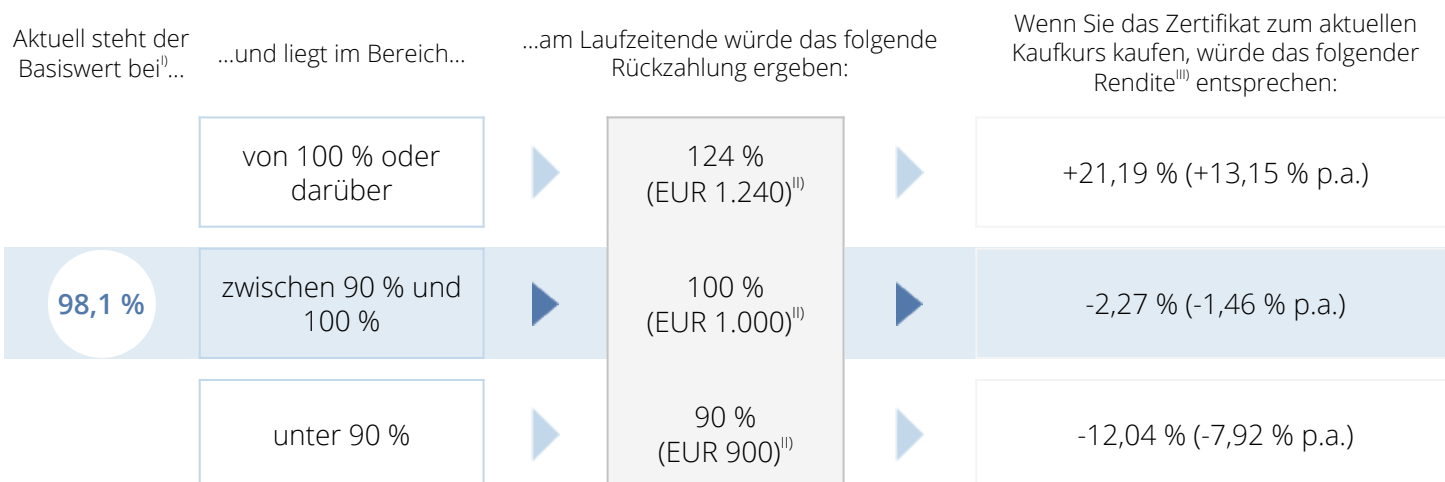 Aktuell steht der
Basiswert bei I)...
...und liegt im Bereich...
...am Laufzeitende würde das folgende
Rückzahlung ergeben:
Wenn Sie das Zertifikat zum aktuellen
Kaufkurs kaufen, würde das folgender
Rendite III) entsprechen:
von 100 % oder
darüber
124 %
(EUR 1.240) II)
+21,19 % (+13,15 % p.a.)
98,1 %
zwischen 90 % und
100 %
100 %
(EUR 1.000) II)
-2,27 % (-1,46 % p.a.)
unter 90 %
90 %
(EUR 900) II)
-12,04 % (-7,92 % p.a.)